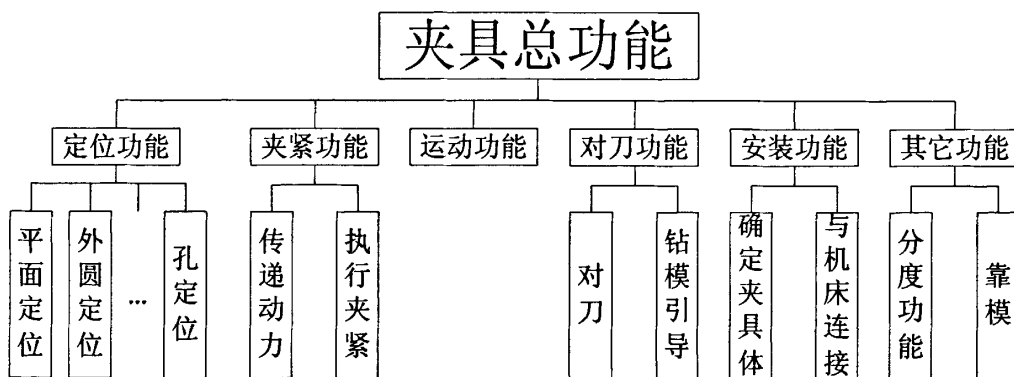 夹具总功能
定位功能
夹紧功能
运动功能
对刀功能
安装功能
其它功能
平面定位
外圆定位
...
孔定位
传递动力
执行夹紧
对刀
钻模引导
确定夹具体
与机床连接
分度功能
靠模